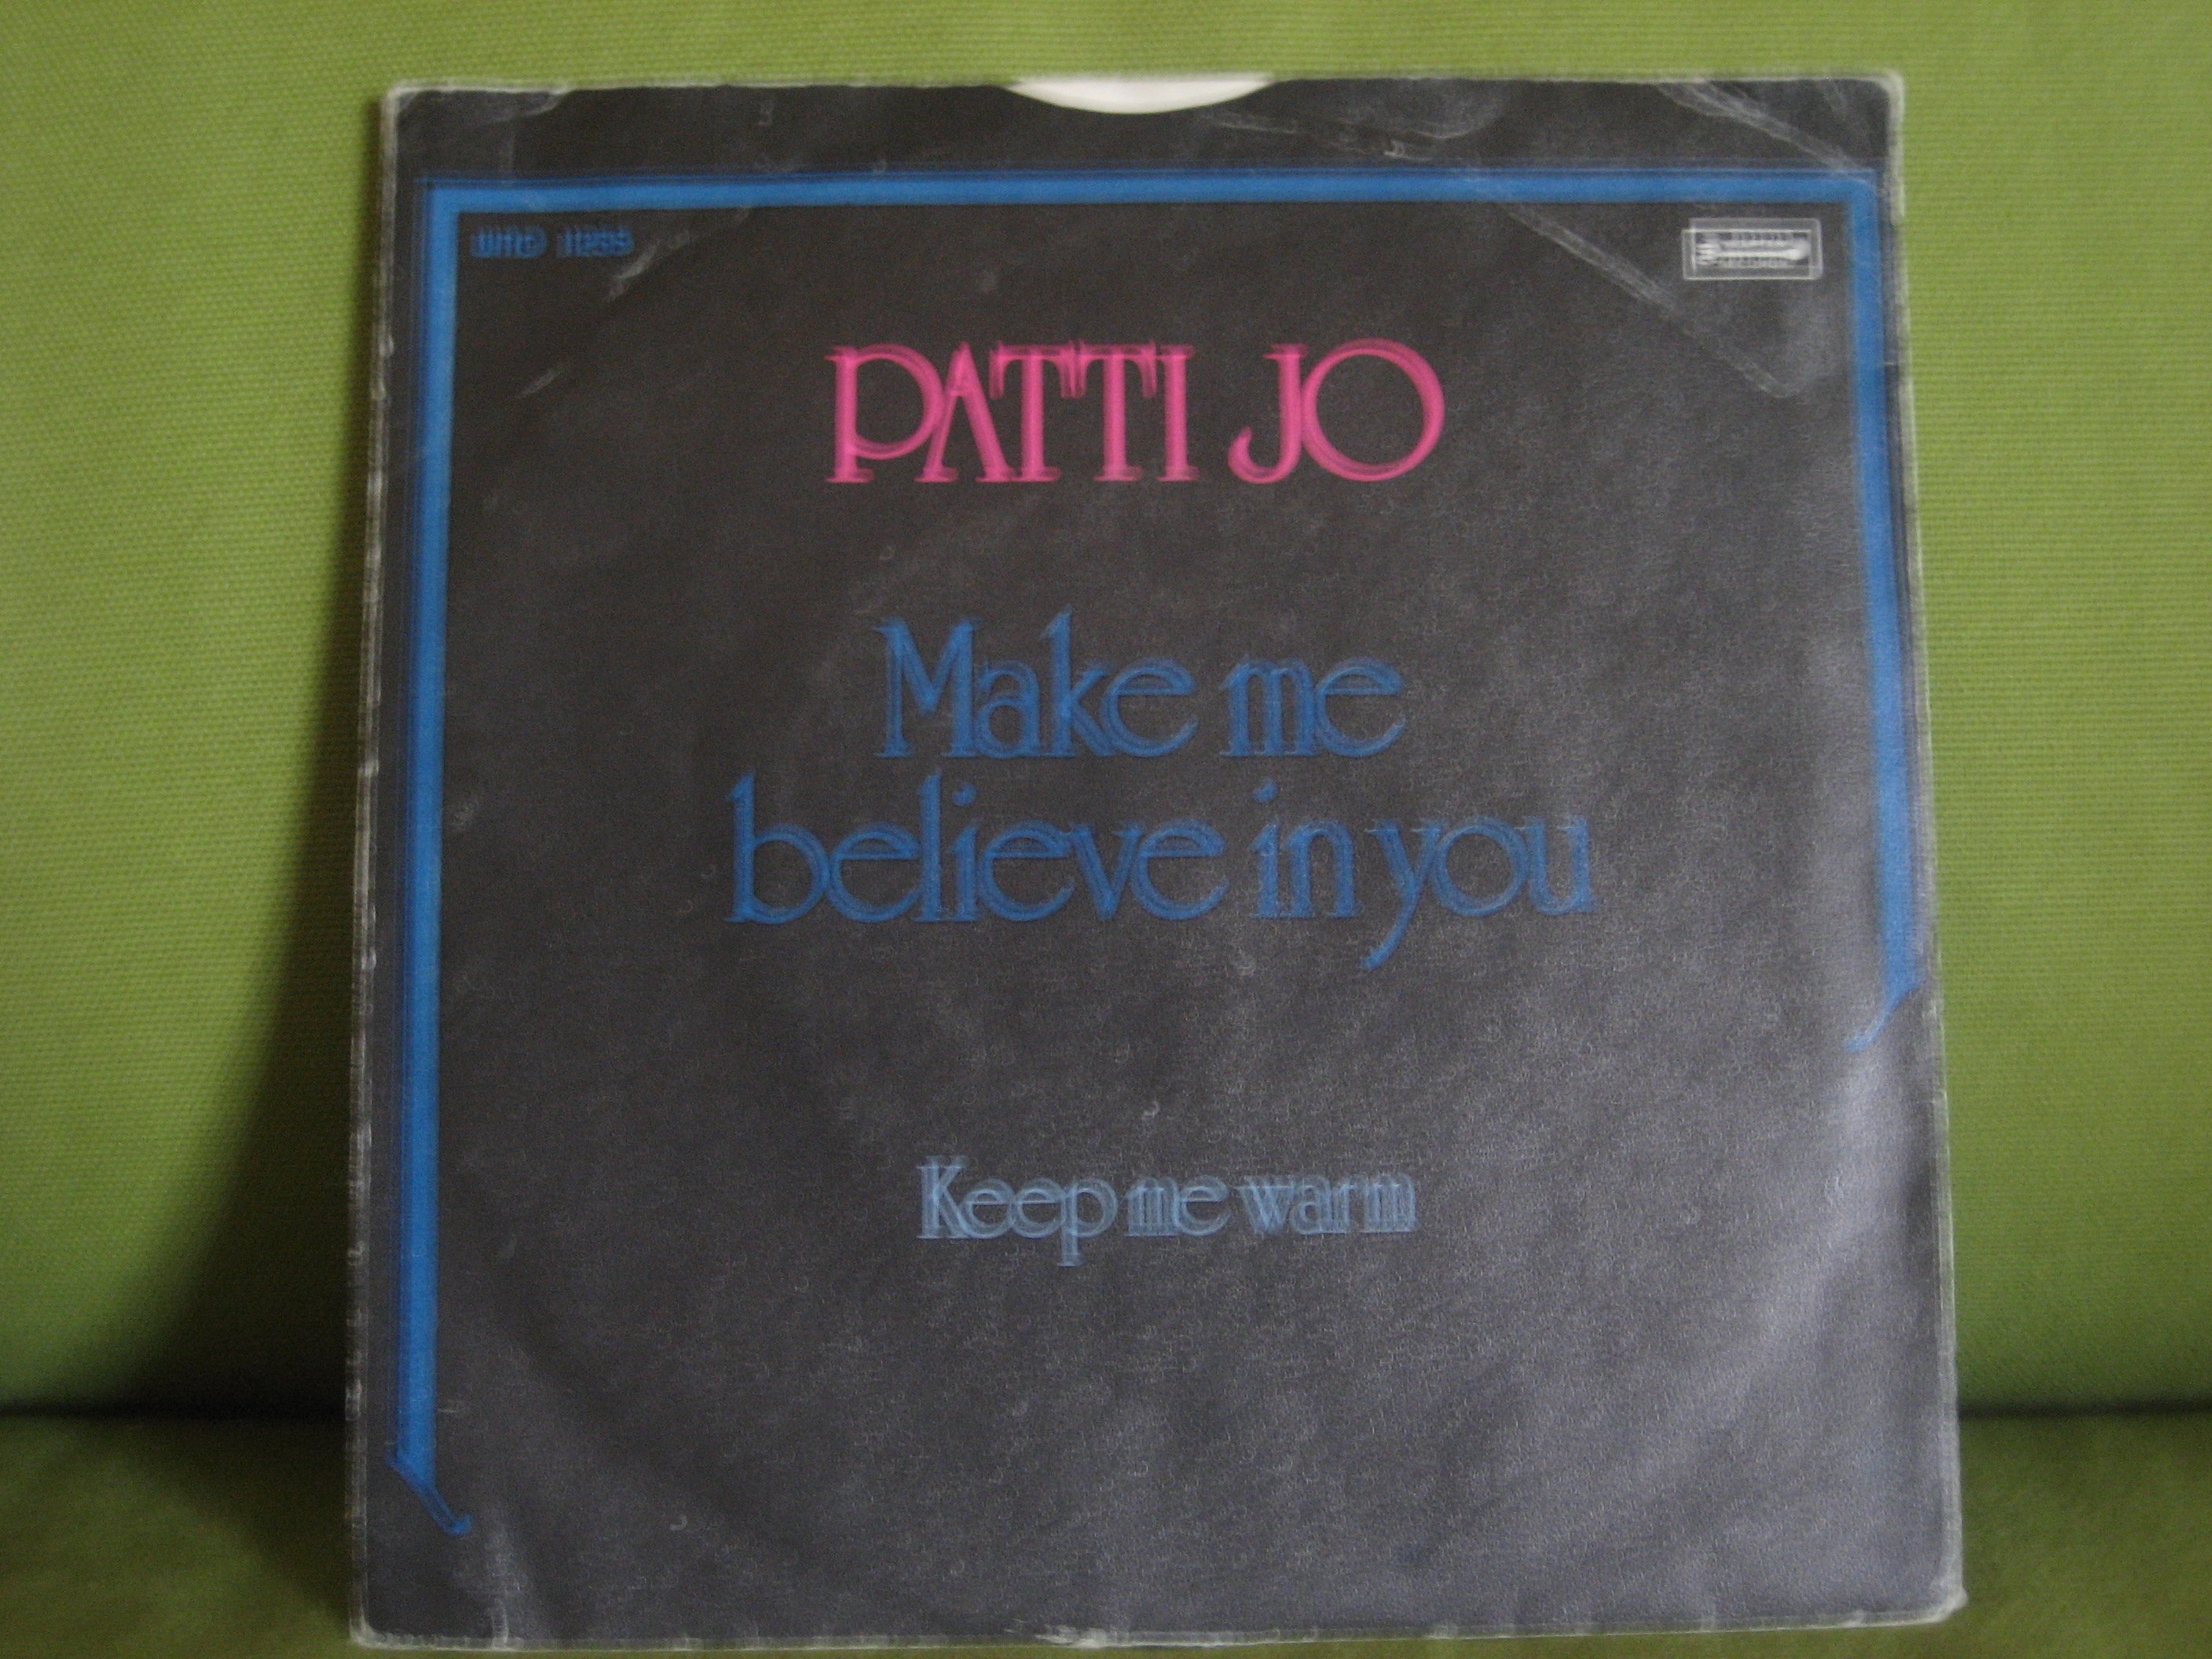 PATTI JO
Make me
believe in you
Keep me warm